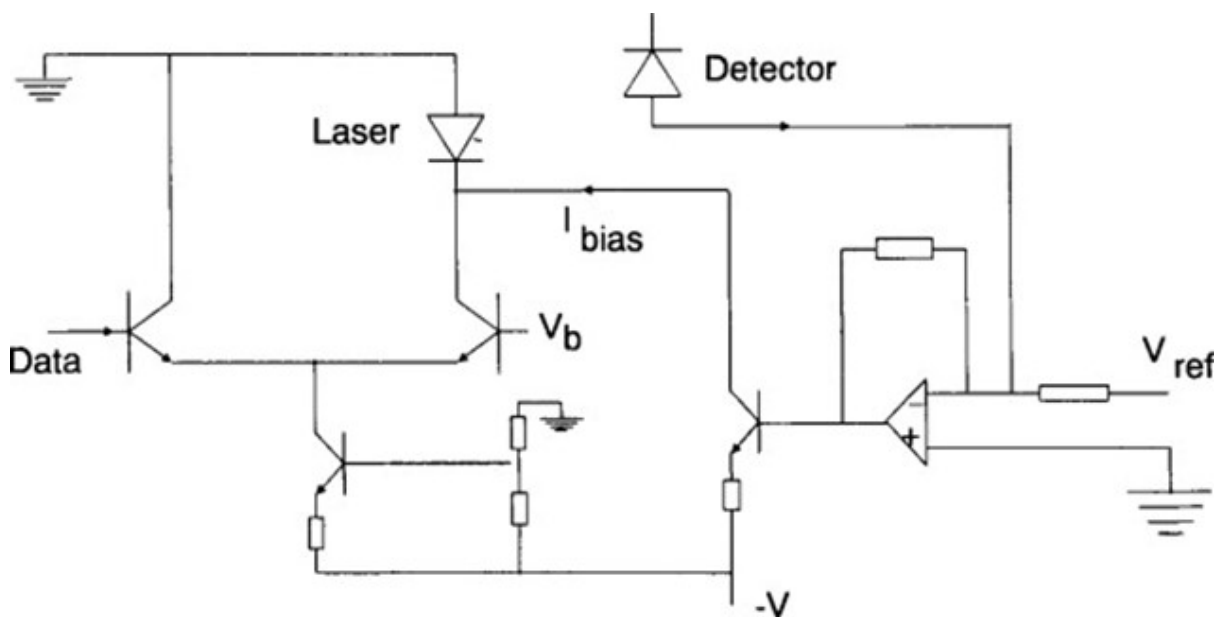 Detector
Laser
I bias
Data
V b
V ref
-
+
-V